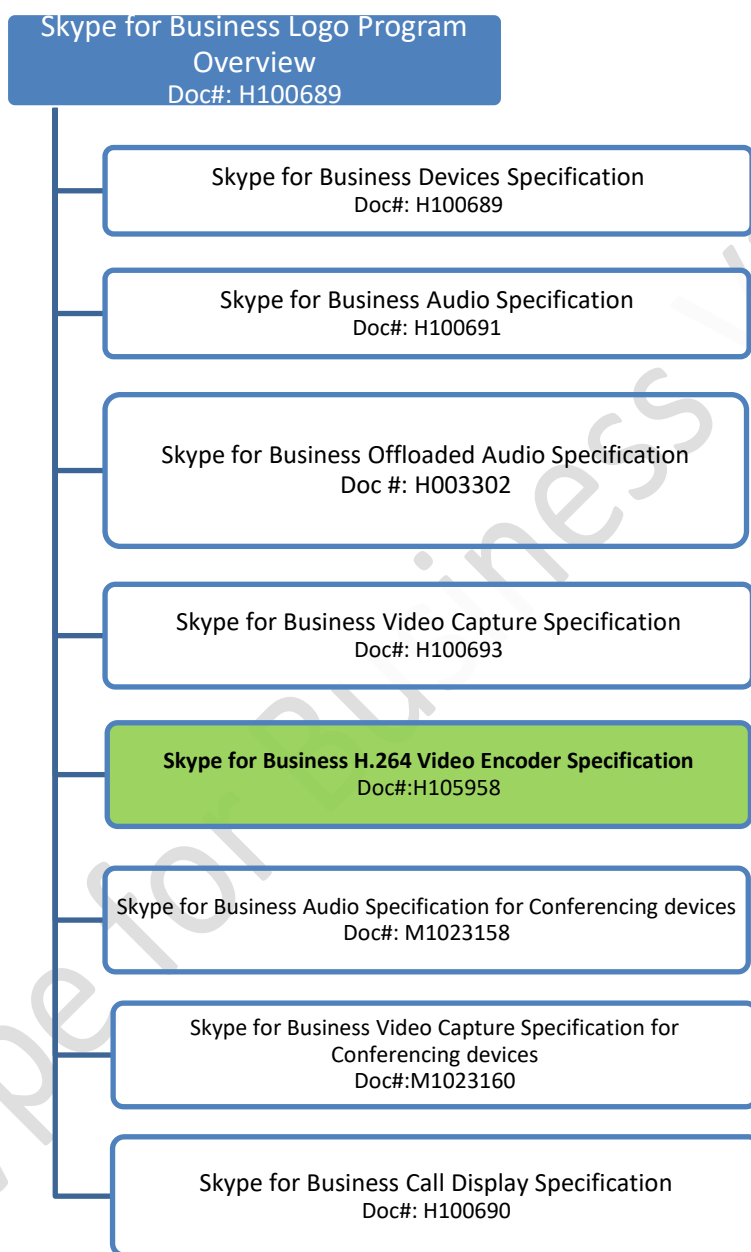 Skype for Business Logo Program
Overview
Doc#: H100689
Skype for Business Devices Specification
Doc#: H100689
Skype for Business Audio Specification
Doc#: H100691
Skype for Business Offloaded Audio Specification
Doc #: H003302
Skype for Business Video Capture Specification
Doc#: H100693
Skype for Business H.264 Video Encoder Specification
Doc#:H105958
Skype for Business Audio Specification for Conferencing devices
Doc#: M1023158
Skype for Business Video Capture Specification for
Conferencing devices
Doc#:M1023160
Skype for Business Call Display Specification
Doc#: H100690